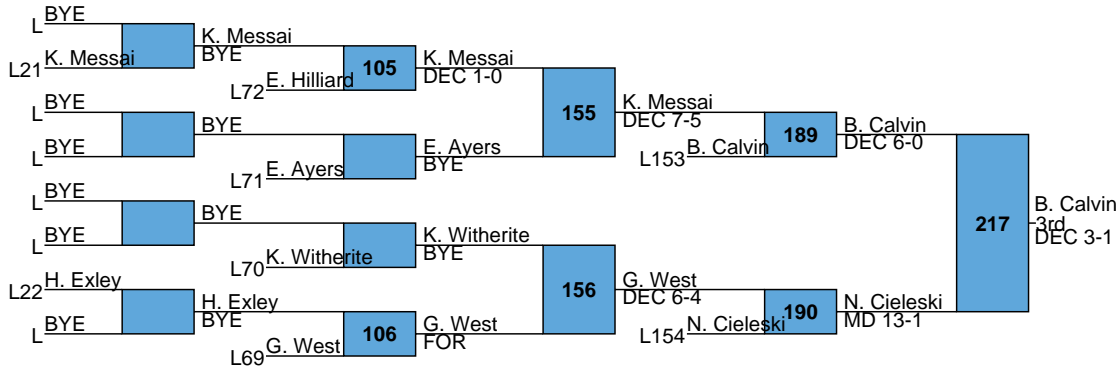 L BYE
L21 K. Messai
K. Messai
BYE
L72 E. Hilliard
105
K. Messai
DEC 1-0
L BYE
L BYE
BYE
L71 E. Ayers
E. Ayers
BYE
155
K. Messai
DEC 7-5
L153 B. Calvin
189
B. Calvin
DEC 6-0
L BYE
L BYE
BYE
L70 K. Witherite
K. Witherite
BYE
L22 H. Exley
L BYE
H. Exley
BYE
L69 G. West
106
G. West
FOR
156
G. West
DEC 6-4
L154 N. Cieleski
190
N. Cieleski
MD 13-1
217
B. Calvin
3rd
DEC 3-1